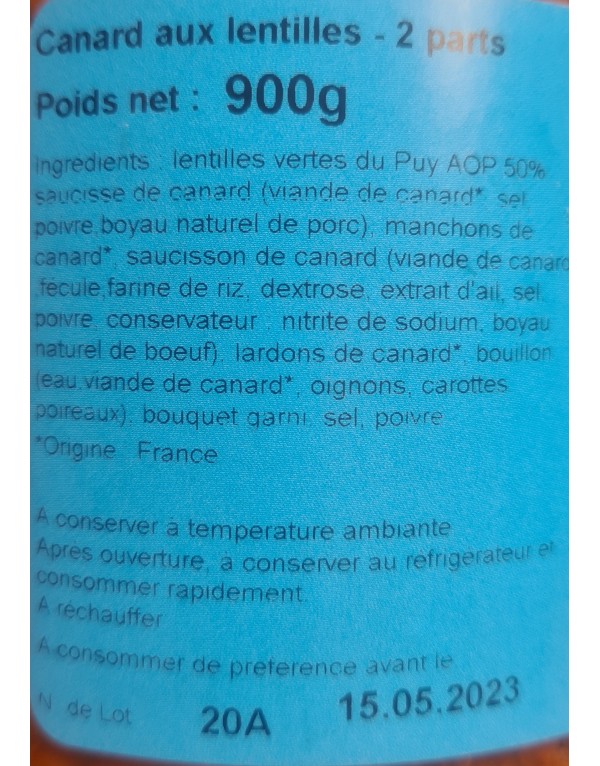 Canard aux lentilles - 2 parts
Poids net : 900g
Ingredients : lentilles vertes du Puy AOP 50%
saucisse de canard (viande de canard*, sel
poivre,boyau naturel de porc), manchons de
canard*, saucisson de canard (viande de canard
,fécule,farine de riz, dextrose, extrait d'ail, sel,
poivre, conservateur : nitrite de sodium, boyau
naturel de boeuf), lardons de canard*, bouillon
(eau,viande de canard*, oignons, carottes
poireaux), bouquet garni, sel, poivre
*Origine : France
A conserver à température ambiante
Après ouverture, à conserver au réfrigerateur et
consommer rapidement.
A réchauffer
A consommer de préférence avant le
N. de Lot 20A 15.05.2023